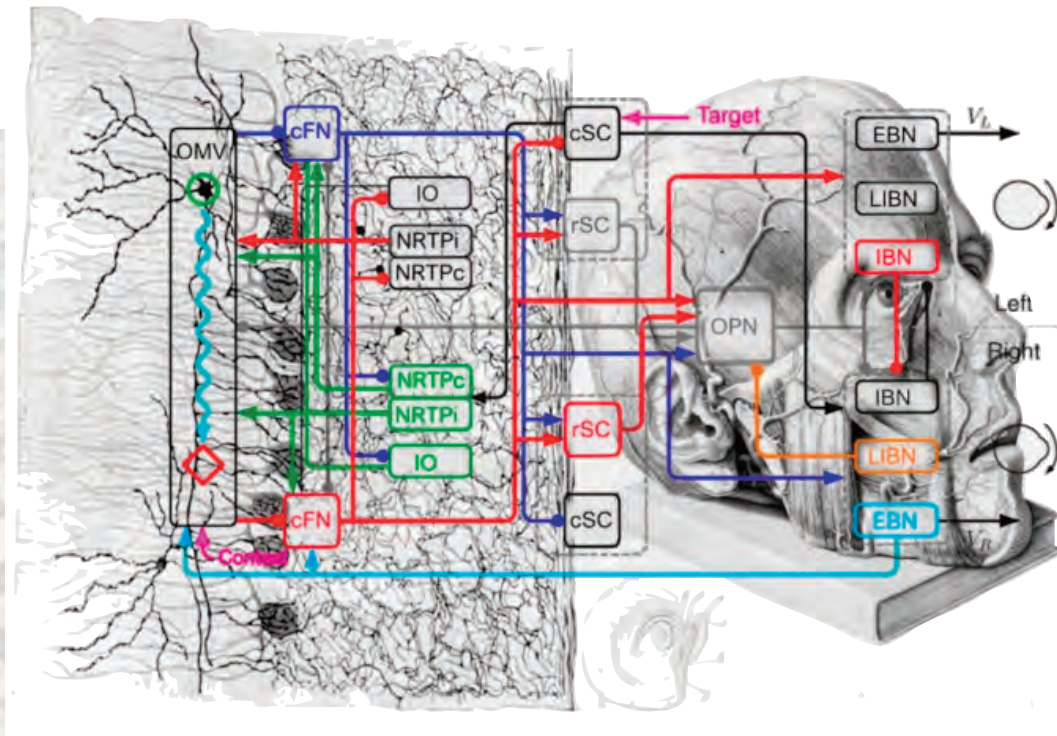 cSC
Target
EBN
V_L
OMV
cFN
IO
LIBN
NRTPi
rSC
NRTPc
IBN
OPN
Left
Right
NRTPc
NRTPi
IBN
rSC
IO
LIBN
cFN
cSC
EBN
V_R
Context